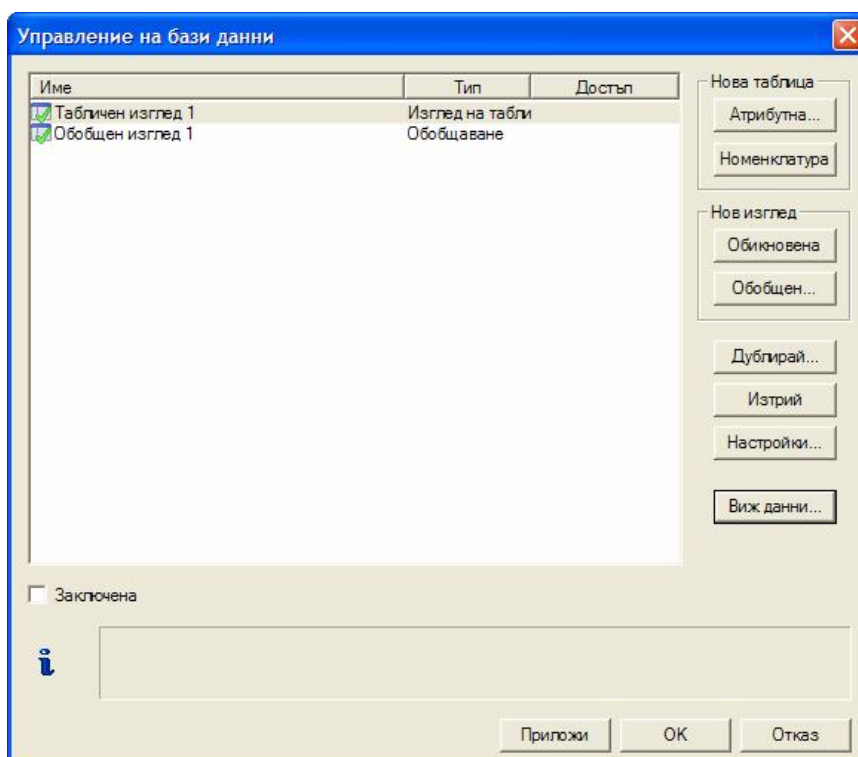 Управление на бази данни
Име Тип Достъп
Табличен изглед 1 Изглед на табли
Обобщен изглед 1 Обобщаване
Нова таблица
Атрибутна...
Номенклатура
Нов изглед
Обикновена
Обобщен...
Дублирай...
Изтрий
Настройки...
Виж данни...
Заключена
Приложи OK Отказ